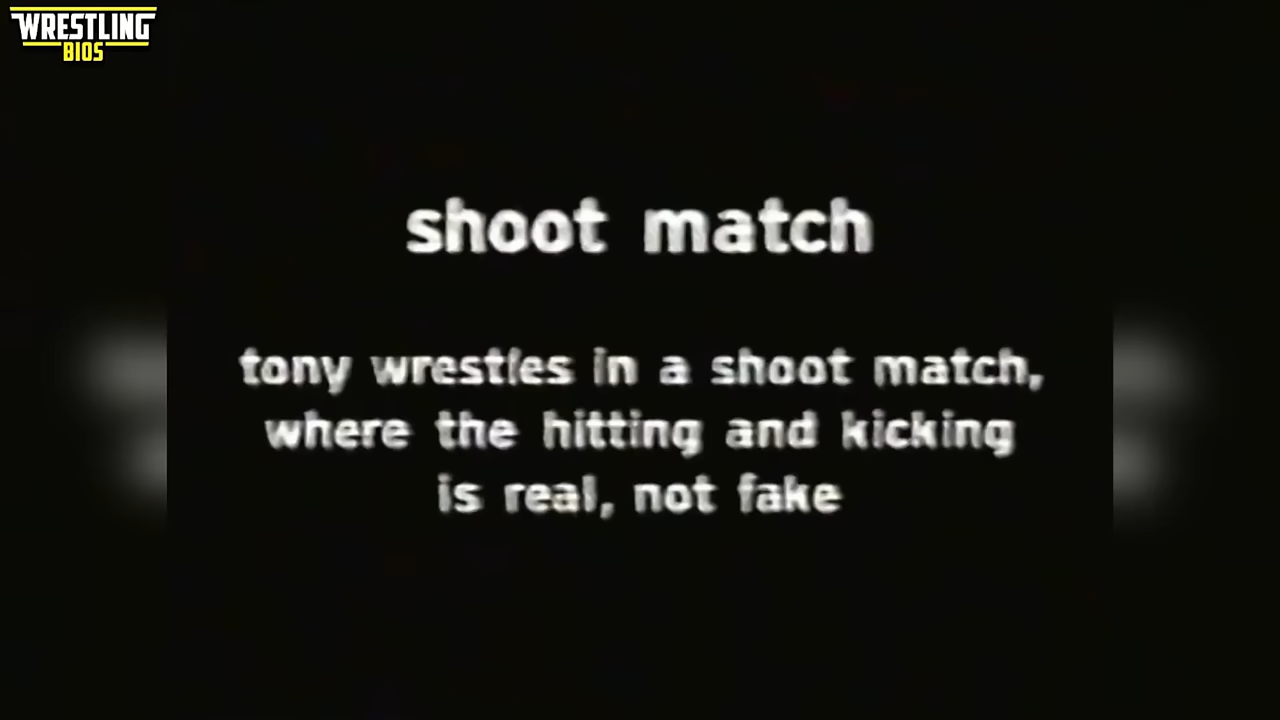 WRESTLING
BIOS
shoot match
tony wrestles in a shoot match,
where the hitting and kicking
is real, not fake